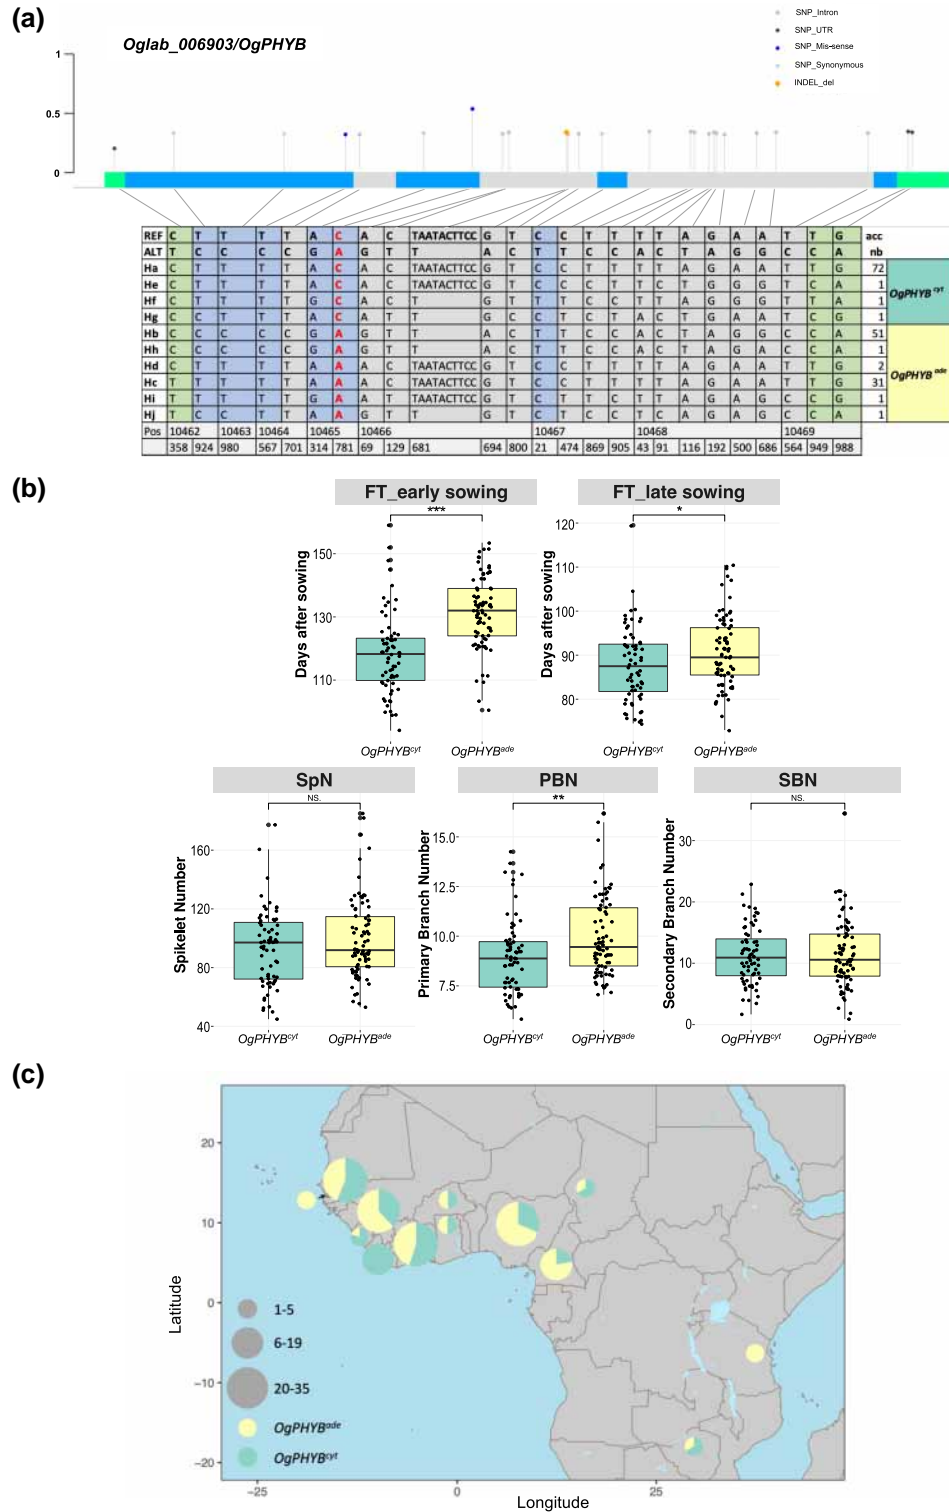 (a)
Oglab_006903/OgPHYB
SNP_Intron
SNP_UTR
SNP_Mis-sense
SNP_Synonymous
INDEL_del
1
0.5
0
REF C T T T T A C A C TAATACTTCC G T C C T T T T A G A A T T G acc
ALT T C C C C G A G T T A C T T C C A C T A G G C C A nb
Ha C T T T T A C A C TAATACTTCC G T C C T T T T A G A A T T G 72
He 1
Hf 1
Hg 1
OgPHYB cyt
Hb 51
Hh 1
Hd 2
Hc 31
Hi 1
Hj 1
OgPHYB ade
Pos 10462 10463 10464 10465 10466 10467 10468 10469
358 924 980 567 701 314 781 69 129 681 694 800 21 474 869 905 43 91 116 192 500 686 564 949 988
(b)
FT_early sowing
***
Days after sowing
150
130
110
OgPHYBcyt OgPHYBade
FT_late sowing
*
Days after sowing
120
100
90
80
OgPHYBcyt OgPHYBade
SpN
NS.
Spikelet Number
160
120
80
40
OgPHYBcyt OgPHYBade
PBN
**
Primary Branch Number
15.0
12.5
10.0
7.5
OgPHYBcyt OgPHYBade
SBN
NS.
Secondary Branch Number
30
20
10
0
OgPHYBcyt OgPHYBade
(c)
Latitude
20
10
0
−10
−20
1-5
6-19
20-35
OgPHYBade
OgPHYBcyt
−25 0 25
Longitude